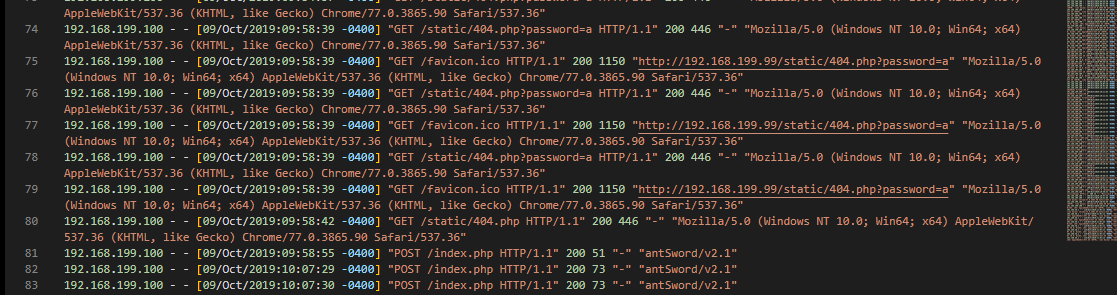 AppleWebKit/537.36 (KHTML, like Gecko) Chrome/77.0.3865.90 Safari/537.36"
74 192.168.199.100 - - [09/Oct/2019:09:58:39 -0400] "GET /static/404.php?password=a HTTP/1.1" 200 446 "-" "Mozilla/5.0 (Windows NT 10.0; Win64; x64)
AppleWebKit/537.36 (KHTML, like Gecko) Chrome/77.0.3865.90 Safari/537.36"
75 192.168.199.100 - - [09/Oct/2019:09:58:39 -0400] "GET /favicon.ico HTTP/1.1" 200 1150 "http://192.168.199.99/static/404.php?password=a" "Mozilla/5.0
(Windows NT 10.0; Win64; x64) AppleWebKit/537.36 (KHTML, like Gecko) Chrome/77.0.3865.90 Safari/537.36"
76 192.168.199.100 - - [09/Oct/2019:09:58:39 -0400] "GET /static/404.php?password=a HTTP/1.1" 200 446 "-" "Mozilla/5.0 (Windows NT 10.0; Win64; x64)
AppleWebKit/537.36 (KHTML, like Gecko) Chrome/77.0.3865.90 Safari/537.36"
77 192.168.199.100 - - [09/Oct/2019:09:58:39 -0400] "GET /favicon.ico HTTP/1.1" 200 1150 "http://192.168.199.99/static/404.php?password=a" "Mozilla/5.0
(Windows NT 10.0; Win64; x64) AppleWebKit/537.36 (KHTML, like Gecko) Chrome/77.0.3865.90 Safari/537.36"
78 192.168.199.100 - - [09/Oct/2019:09:58:39 -0400] "GET /static/404.php?password=a HTTP/1.1" 200 446 "-" "Mozilla/5.0 (Windows NT 10.0; Win64; x64)
AppleWebKit/537.36 (KHTML, like Gecko) Chrome/77.0.3865.90 Safari/537.36"
79 192.168.199.100 - - [09/Oct/2019:09:58:39 -0400] "GET /favicon.ico HTTP/1.1" 200 1150 "http://192.168.199.99/static/404.php?password=a" "Mozilla/5.0
(Windows NT 10.0; Win64; x64) AppleWebKit/537.36 (KHTML, like Gecko) Chrome/77.0.3865.90 Safari/537.36"
80 192.168.199.100 - - [09/Oct/2019:09:58:42 -0400] "GET /static/404.php HTTP/1.1" 200 446 "-" "Mozilla/5.0 (Windows NT 10.0; Win64; x64) AppleWebKit/
537.36 (KHTML, like Gecko) Chrome/77.0.3865.90 Safari/537.36"
81 192.168.199.100 - - [09/Oct/2019:09:58:55 -0400] "POST /index.php HTTP/1.1" 200 51 "-" "antSword/v2.1"
82 192.168.199.100 - - [09/Oct/2019:10:07:29 -0400] "POST /index.php HTTP/1.1" 200 73 "-" "antSword/v2.1"
83 192.168.199.100 - - [09/Oct/2019:10:07:30 -0400] "POST /index.php HTTP/1.1" 200 73 "-" "antSword/v2.1"